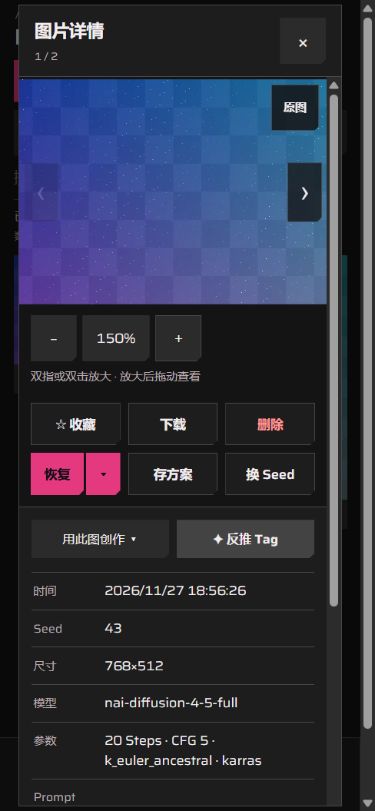 图片详情
1 / 2
×
原图
‹
›
–
150%
+
双指或双击放大 · 放大后拖动查看
☆ 收藏
下载
删除
恢复
▾
存方案
换 Seed
用此图创作 ▾
✦ 反推 Tag
时间 2026/11/27 18:56:26
Seed 43
尺寸 768×512
模型 nai-diffusion-4-5-full
参数 20 Steps · CFG 5 ·
k_euler_ancestral · karras
Prompt